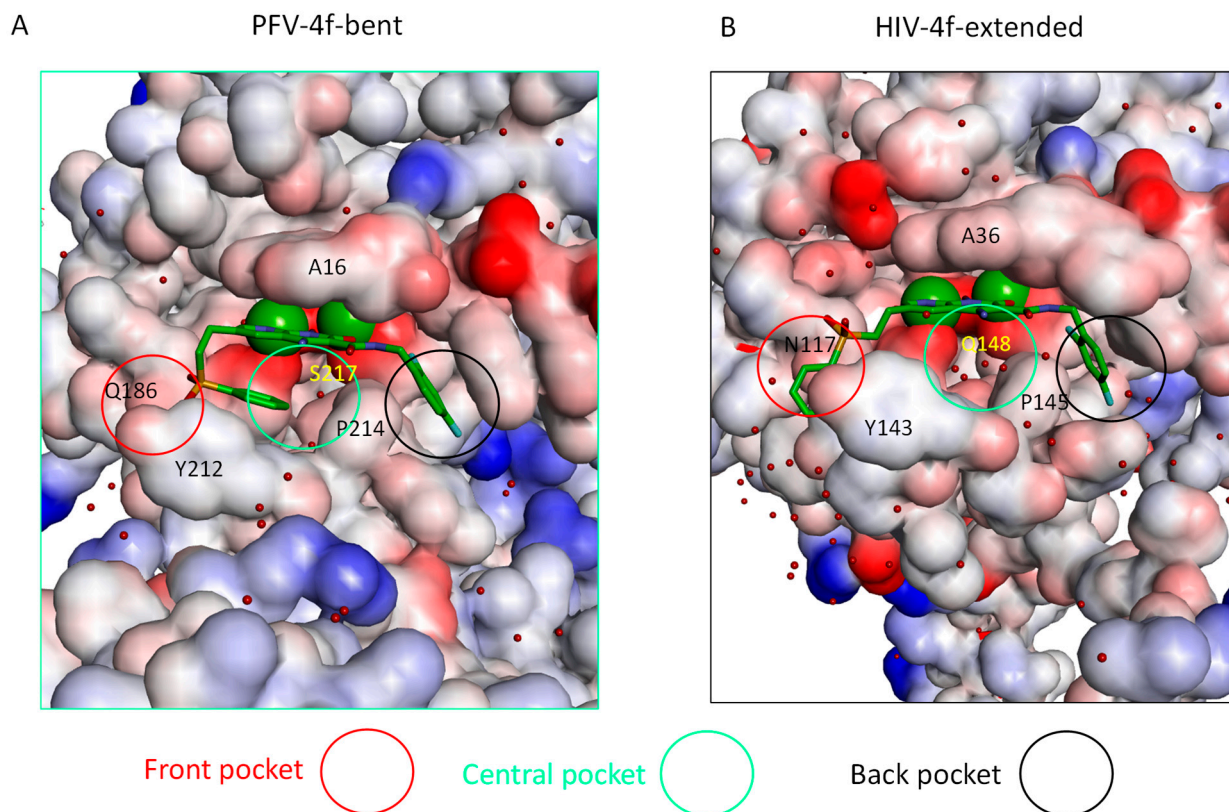 A
PFV-4f-bent
B
HIV-4f-extended
A16
Q186
S217
P214
Y212
A36
N117
Q148
P145
Y143
Front pocket
Central pocket
Back pocket